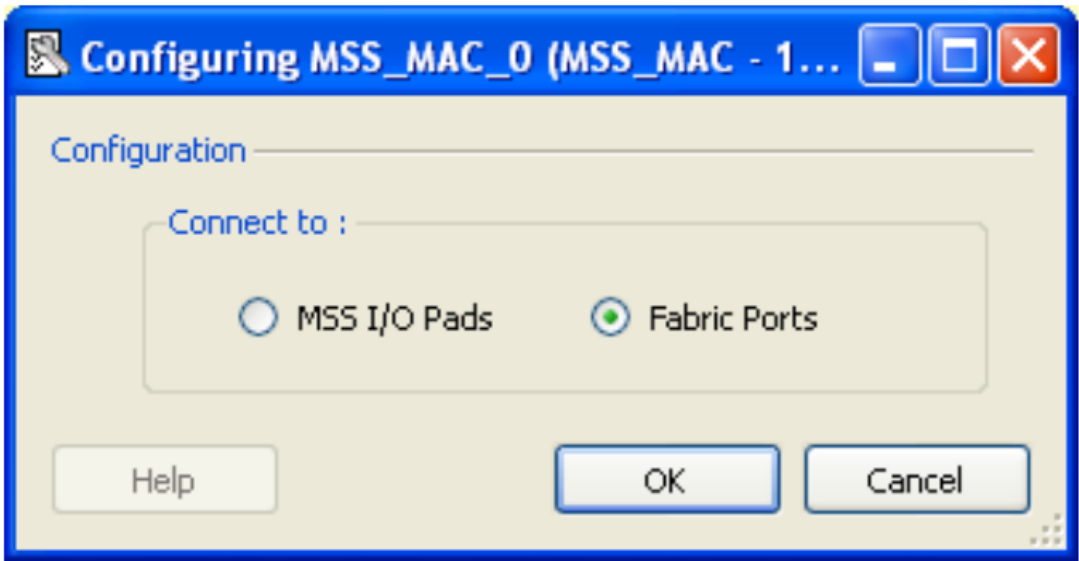 Configuring MSS_MAC_0 (MSS_MAC - 1...
Configuration
Connect to :
MSS I/O Pads
Fabric Ports
Help
OK
Cancel